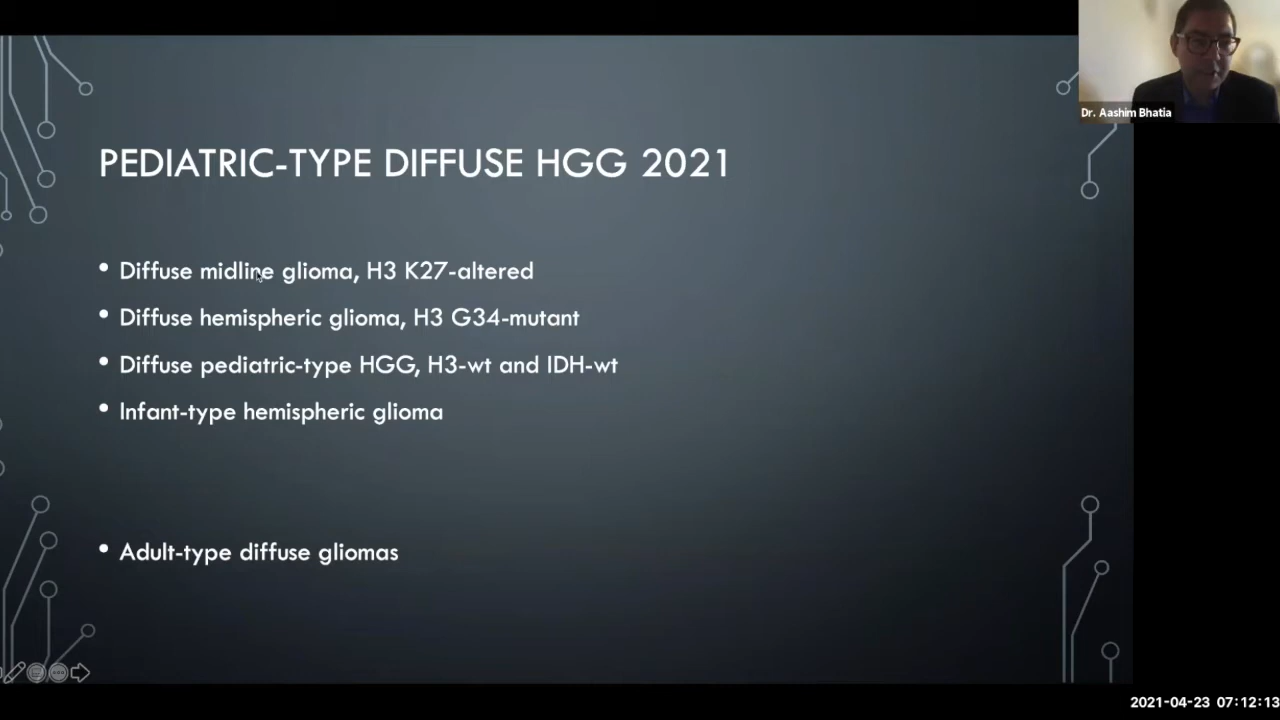 Dr. Aashim Bhatia
PEDIATRIC-TYPE DIFFUSE HGG 2021
• Diffuse midline glioma, H3 K27-altered
• Diffuse hemispheric glioma, H3 G34-mutant
• Diffuse pediatric-type HGG, H3-wt and IDH-wt
• Infant-type hemispheric glioma
• Adult-type diffuse gliomas
2021-04-23 07:12:13